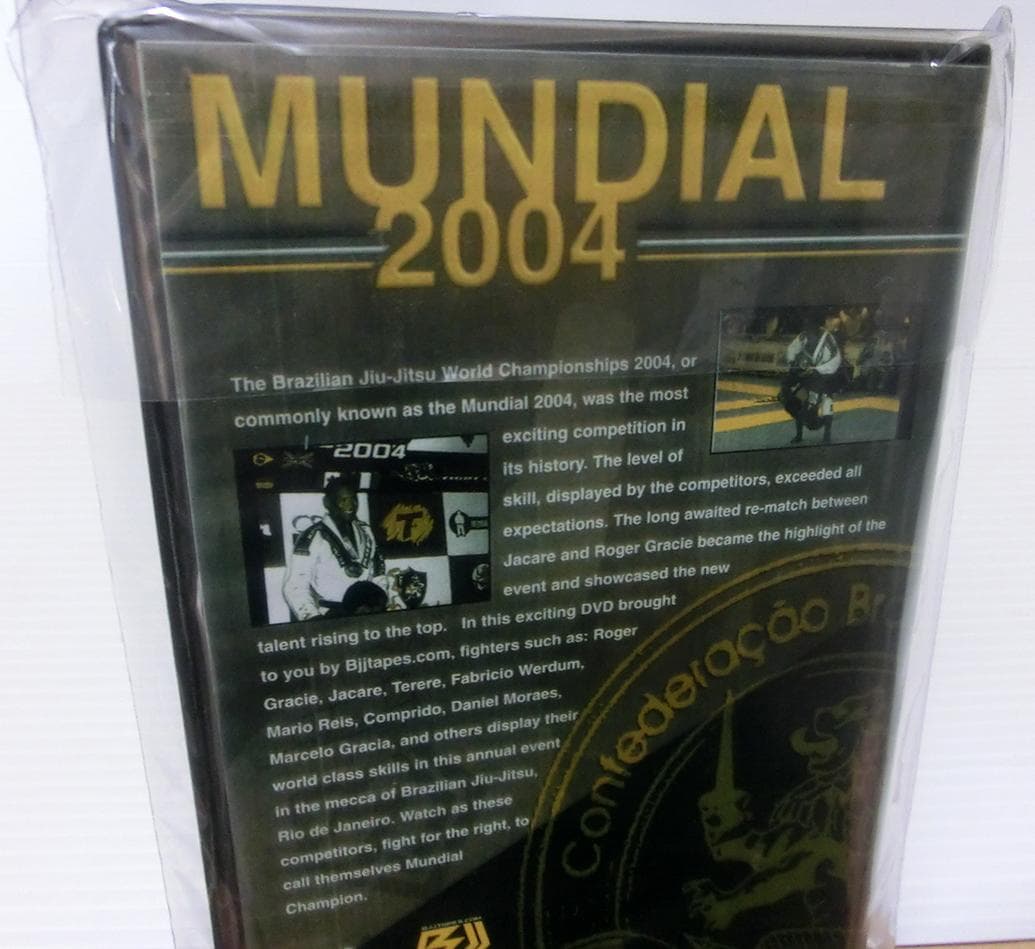 MUNDIAL
2004
The Brazilian Jiu-Jitsu World Championships 2004, or
commonly known as the Mundial 2004, was the most
exciting competition in
its history. The level of
skill, displayed by the competitors, exceeded all
expectations. The long awaited re-match between
Jacare and Roger Gracie became the highlight of the
event and showcased the new
talent rising to the top. In this exciting DVD brought
to you by Bjjtapes.com, fighters such as: Roger
Gracie, Jacare, Terere, Fabricio Werdum,
Mario Reis, Comprido, Daniel Moraes,
Marcelo Gracia, and others display their
world class skills in this annual event
in the mecca of Brazilian Jiu-Jitsu,
Rio de Janeiro. Watch as these
competitors, fight for the right, to
call themselves Mundial
Champion.
2004
Confederação Br
BJJTAPES.COM
BJJ